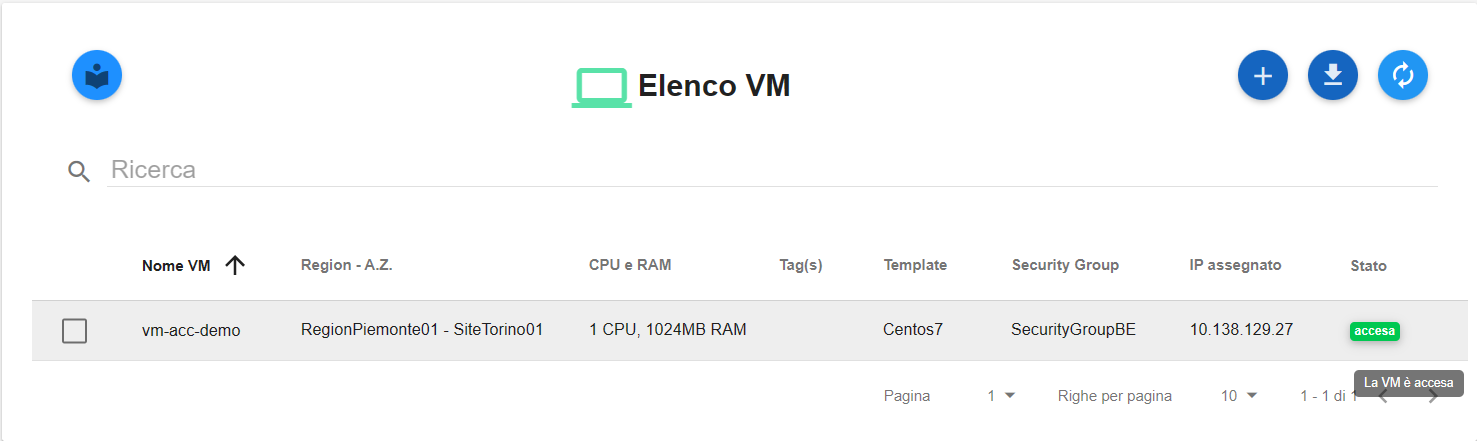 Elenco VM
Ricerca
Nome VM Region - A.Z. CPU e RAM Tag(s) Template Security Group IP assegnato Stato
vm-acc-demo RegionPiemonte01 - SiteTorino01 1 CPU, 1024MB RAM Centos7 SecurityGroupBE 10.138.129.27 accesa
La VM è accesa
Pagina 1 Righe per pagina 10 1 - 1 di 1